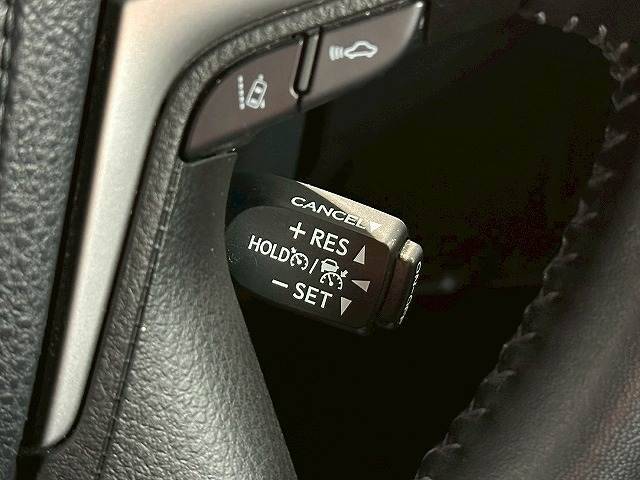 CANCEL
+ RES
HOLD /
− SET